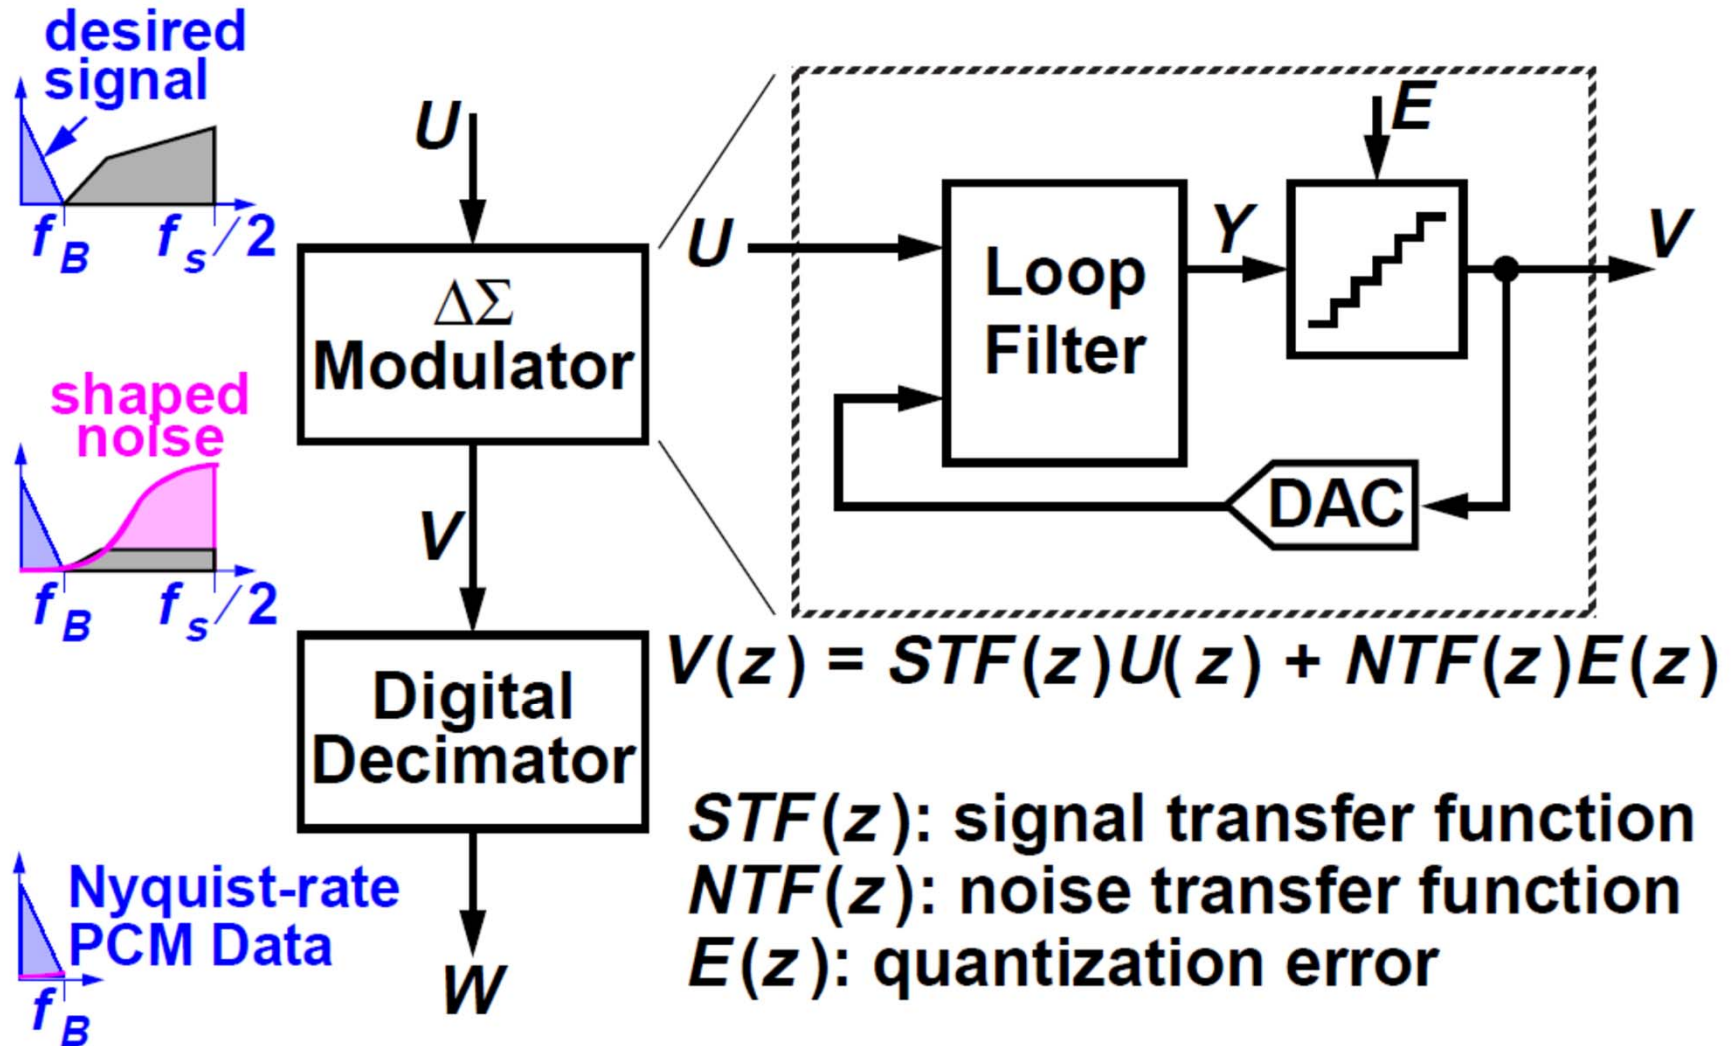 desired
signal
f_B
f_s/2
U
ΔΣ
Modulator
shaped
noise
f_B
f_s/2
V
Digital
Decimator
Nyquist-rate
PCM Data
f_B
W
U
Loop
Filter
Y
E
V
DAC
V(z) = STF(z)U(z) + NTF(z)E(z)
STF(z): signal transfer function
NTF(z): noise transfer function
E(z): quantization error